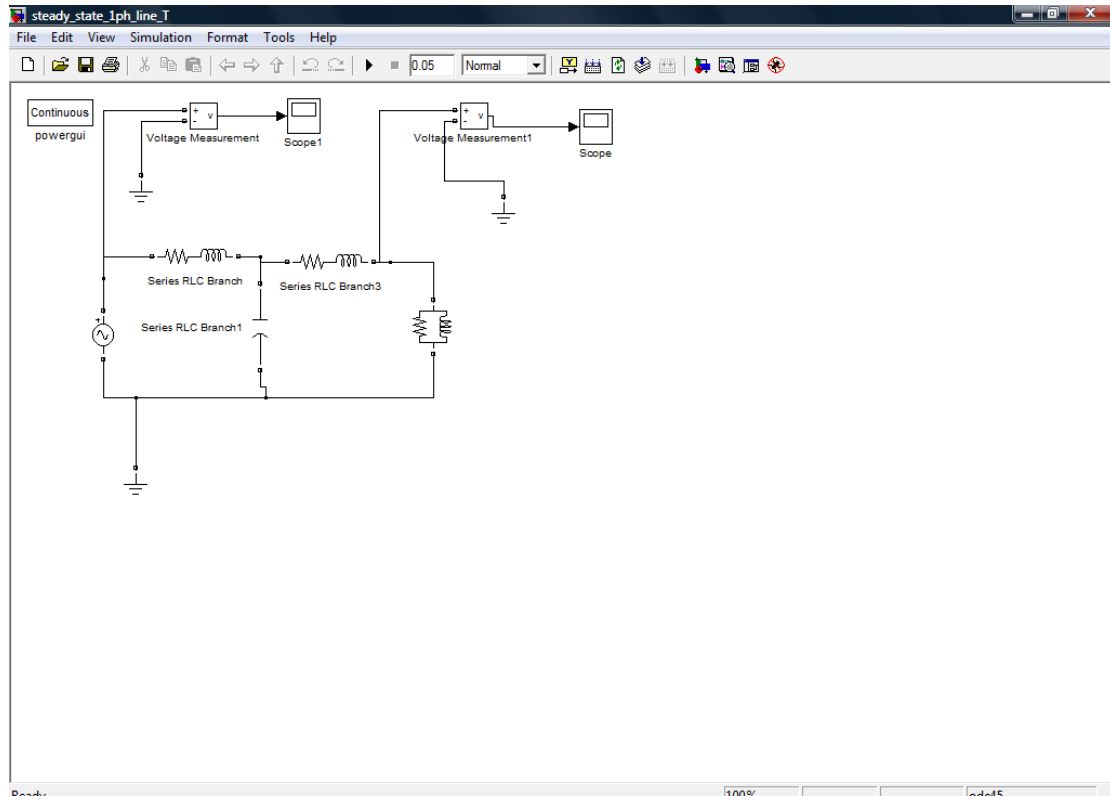 steady_state_1ph_line_T
File Edit View Simulation Format Tools Help
0.05 Normal
Continuous
powergui
+
-
v
Voltage Measurement
Scope1
+
-
v
Voltage Measurement1
Scope
Series RLC Branch
Series RLC Branch3
Series RLC Branch1
+
Ready 100% ode45